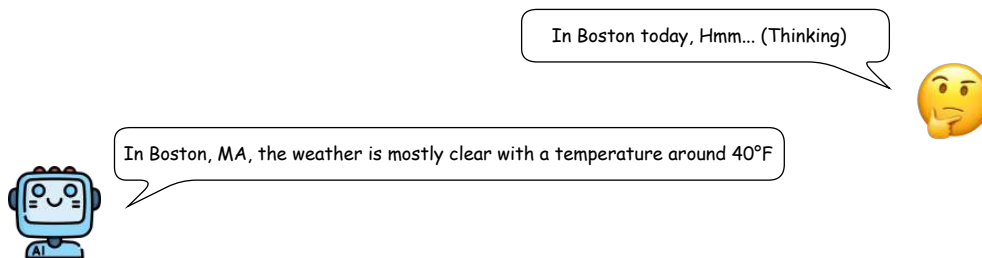 In Boston today, Hmm... (Thinking)
In Boston, MA, the weather is mostly clear with a temperature around 40°F
AI